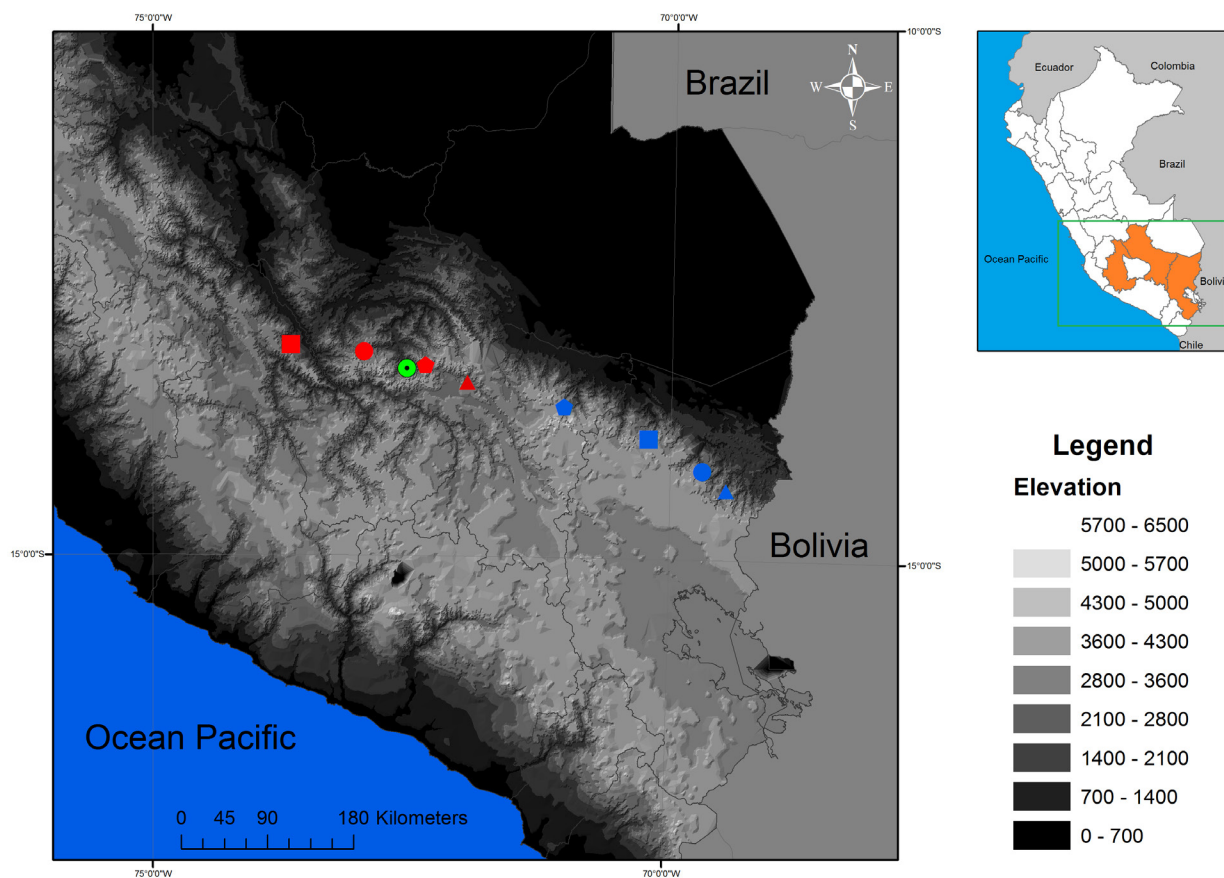 75°0'0"W
70°0'0"W
10°0'0"S
Brazil
N
W
E
S
Ecuador
Colombia
Brazil
Ocean Pacific
Bolivi
Chile
15°0'0"S
15°0'0"S
Bolivia
Ocean Pacific
0 45 90 180 Kilometers
75°0'0"W
70°0'0"W
Legend
Elevation
5700 - 6500
5000 - 5700
4300 - 5000
3600 - 4300
2800 - 3600
2100 - 2800
1400 - 2100
700 - 1400
0 - 700